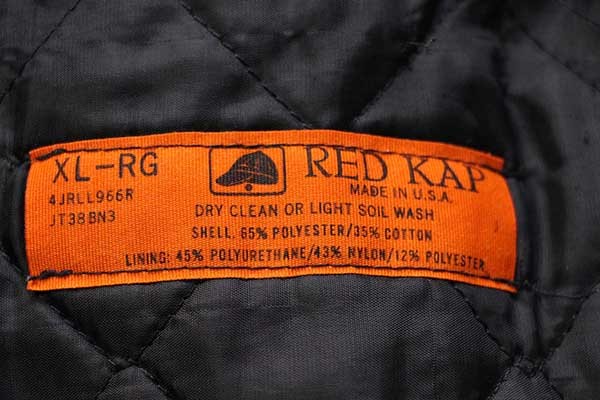 XL-RG
RED KAP
4JRLL966R
MADE IN U.S.A.
JT38BN3
DRY CLEAN OR LIGHT SOIL WASH
SHELL. 65% POLYESTER/35% COTTON
LINING: 45% POLYURETHANE/43% NYLON/12% POLYESTER